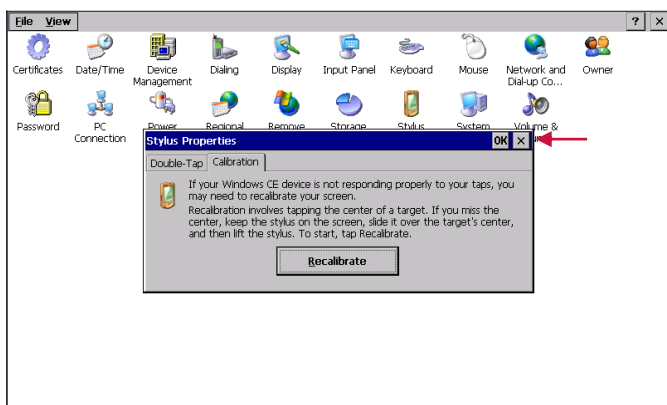 File View ? ×
Certificates Date/Time Device Management Dialing Display Input Panel Keyboard Mouse Network and Dial-up Co... Owner
Password PC Connection Power Regional Remove Storage Stylus System Volume &
Stylus Properties OK ×
Double-Tap Calibration
If your Windows CE device is not responding properly to your taps, you
may need to recalibrate your screen.
Recalibration involves tapping the center of a target. If you miss the
center, keep the stylus on the screen, slide it over the target's center,
and then lift the stylus. To start, tap Recalibrate.
Recalibrate